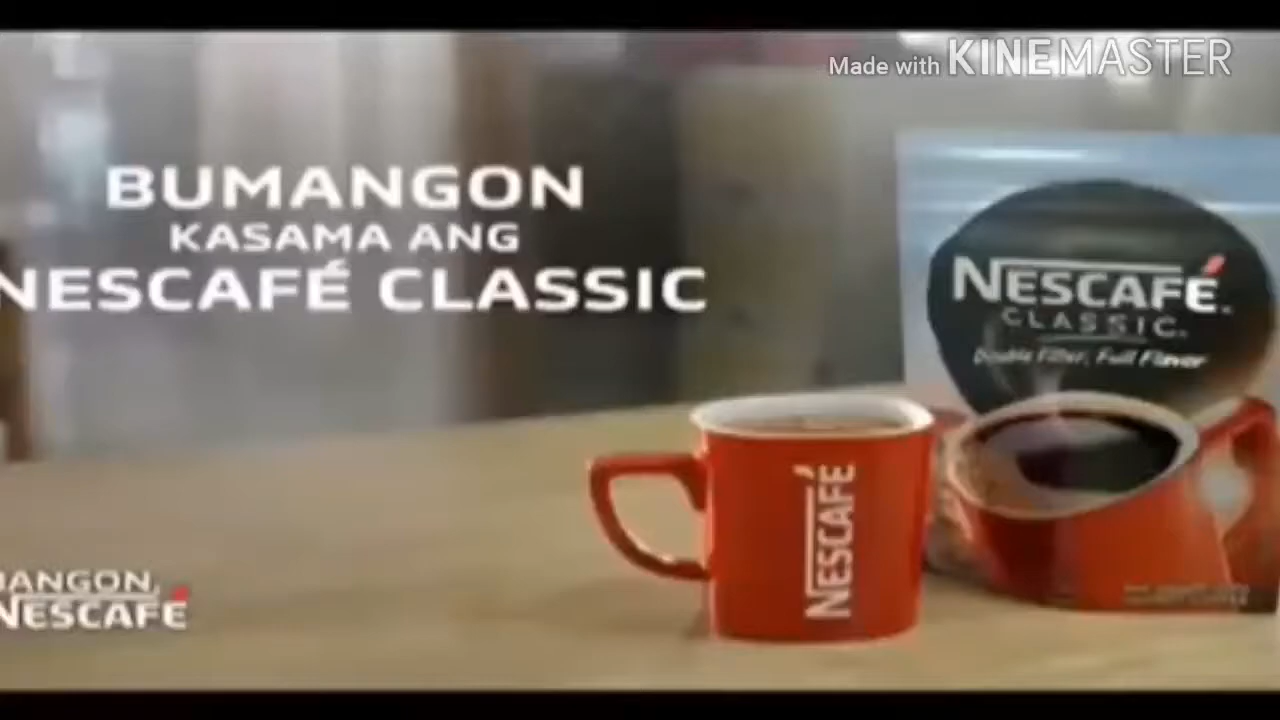 Made with KINEMASTER
BUMANGON
KASAMA ANG
NESCAFÉ CLASSIC
NESCAFÉ
CLASSIC.
Double Filter, Full Flavor
NESCAFÉ
NESCAFÉ